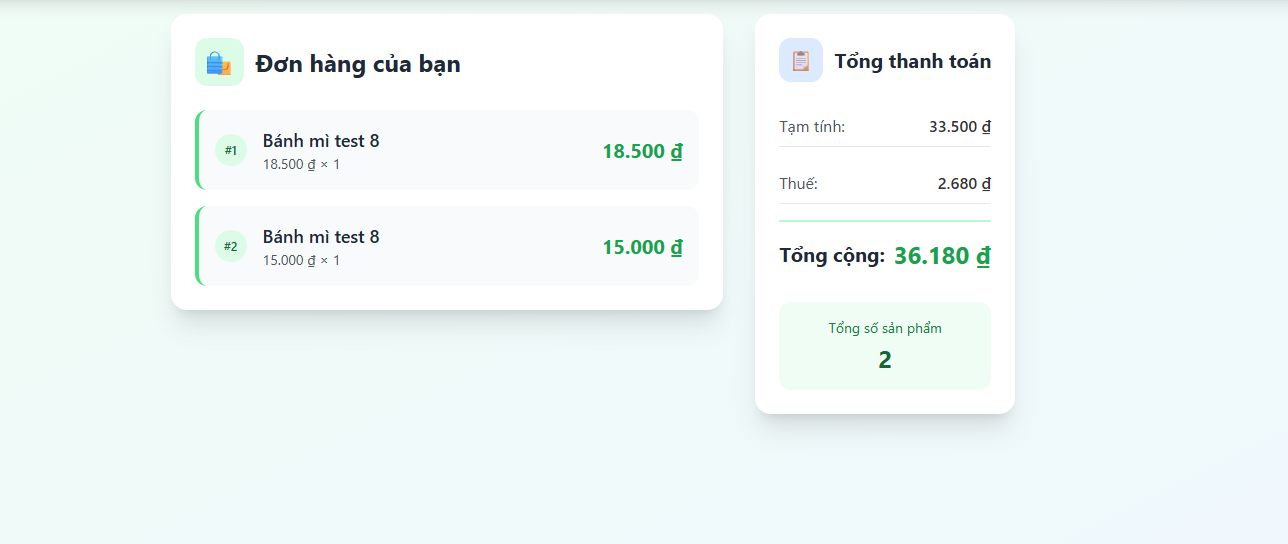 Đơn hàng của bạn
#1
Bánh mì test 8
18.500 ₫ × 1
18.500 ₫
#2
Bánh mì test 8
15.000 ₫ × 1
15.000 ₫
Tổng thanh toán
Tạm tính: 33.500 ₫
Thuế: 2.680 ₫
Tổng cộng: 36.180 ₫
Tổng số sản phẩm
2